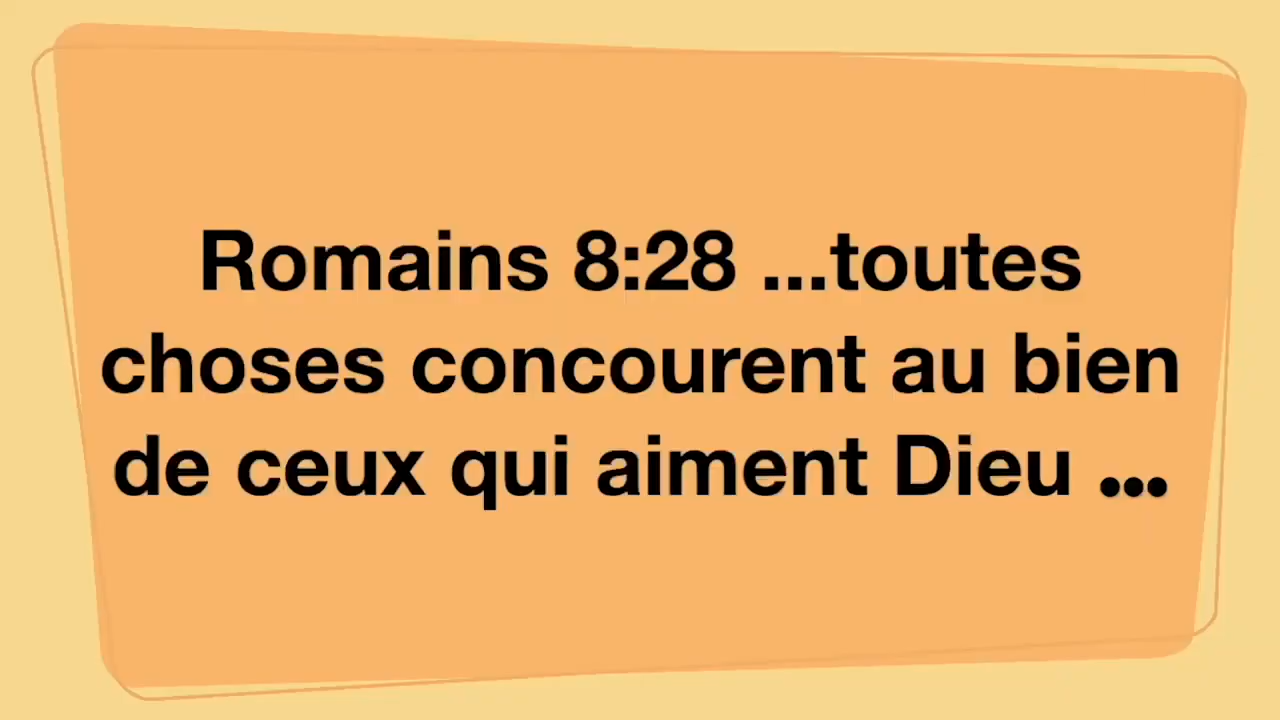 Romains 8:28 ...toutes
choses concourent au bien
de ceux qui aiment Dieu ...